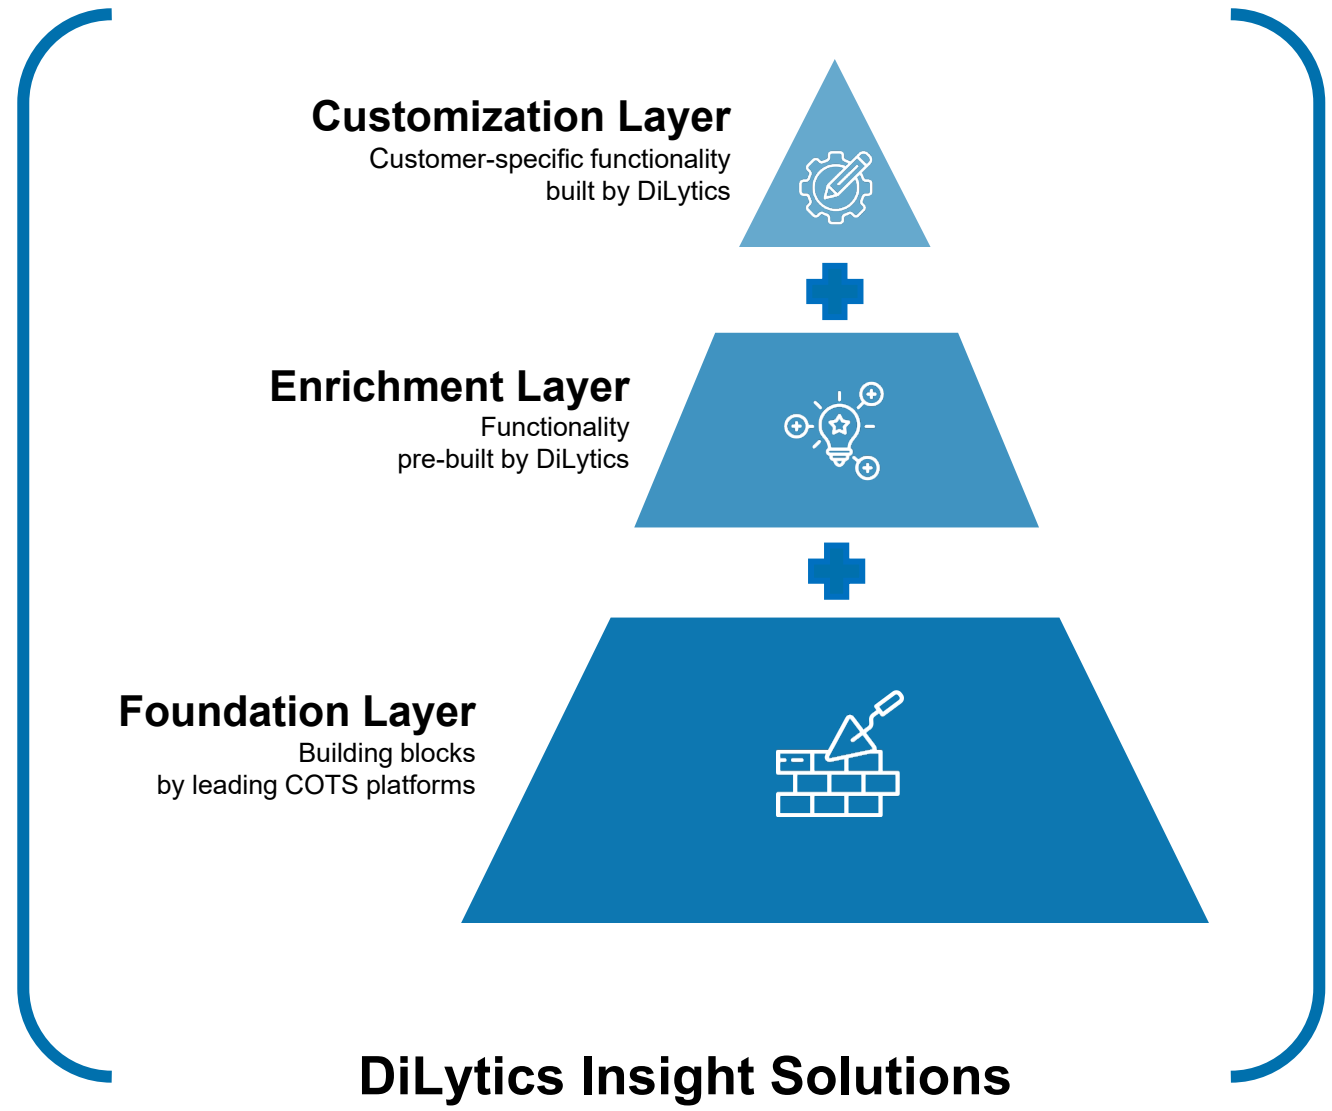 Customization Layer
Customer-specific functionality
built by DiLytics
Enrichment Layer
Functionality
pre-built by DiLytics
Foundation Layer
Building blocks
by leading COTS platforms
DiLytics Insight Solutions